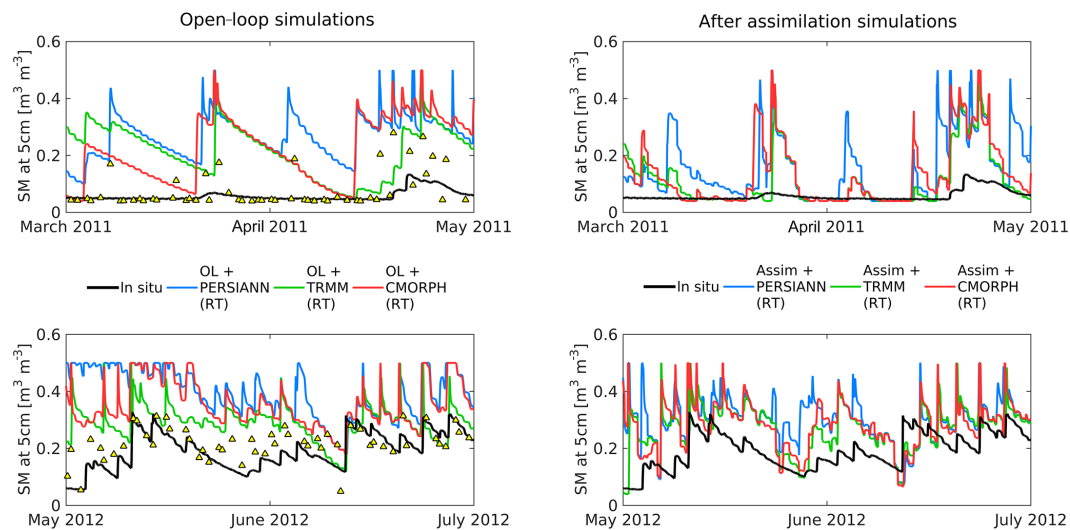 Open-loop simulations
After assimilation simulations
SM at 5cm [m³ m⁻³]
0.6
0.4
0.2
0
March 2011
April 2011
May 2011
SM at 5cm [m³ m⁻³]
0.6
0.4
0.2
0
March 2011
April 2011
May 2011
In situ
OL +
PERSIANN
(RT)
OL +
TRMM
(RT)
OL +
CMORPH
(RT)
In situ
Assim +
PERSIANN
(RT)
Assim +
TRMM
(RT)
Assim +
CMORPH
(RT)
SM at 5cm [m³ m⁻³]
0.6
0.4
0.2
0
May 2012
June 2012
July 2012
SM at 5cm [m³ m⁻³]
0.6
0.4
0.2
0
May 2012
June 2012
July 2012